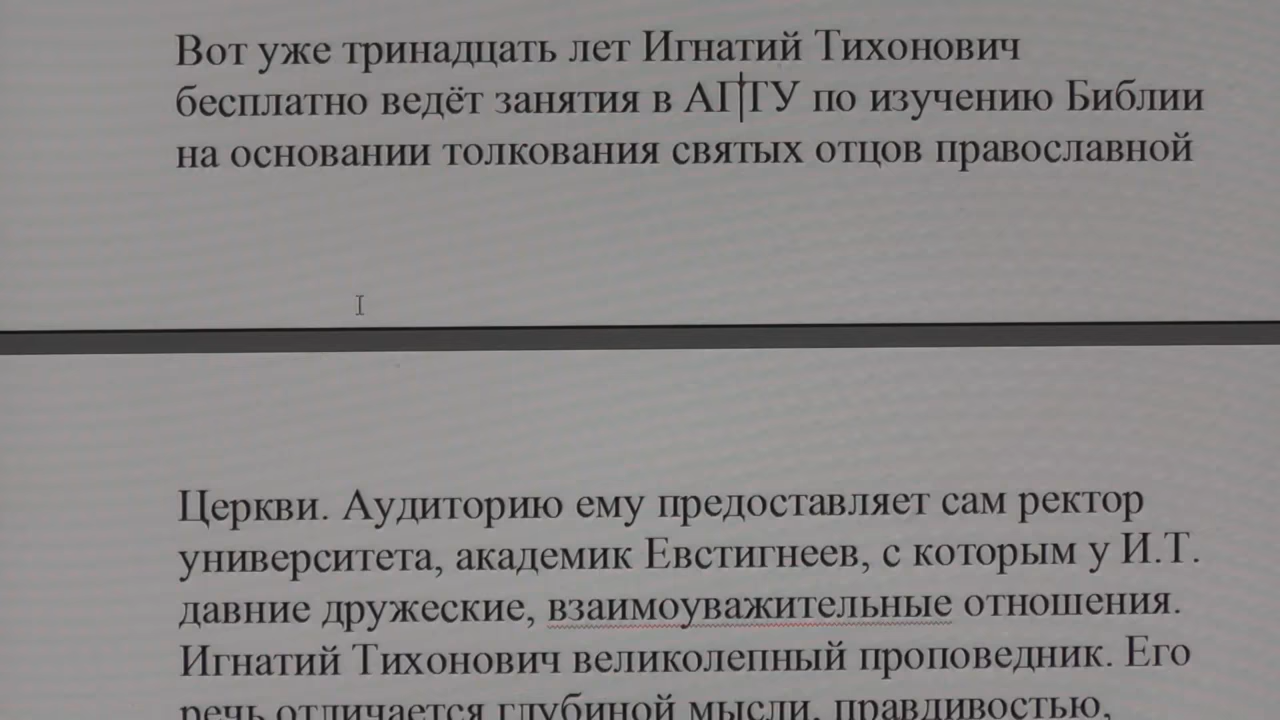 Вот уже тринадцать лет Игнатий Тихонович
бесплатно ведёт занятия в АГТУ по изучению Библии
на основании толкования святых отцов православной
Церкви. Аудиторию ему предоставляет сам ректор
университета, академик Евстигнеев, с которым у И.Т.
давние дружеские, взаимоуважительные отношения.
Игнатий Тихонович великолепный проповедник. Его
речь отличается глубиной мысли, правдивостью,